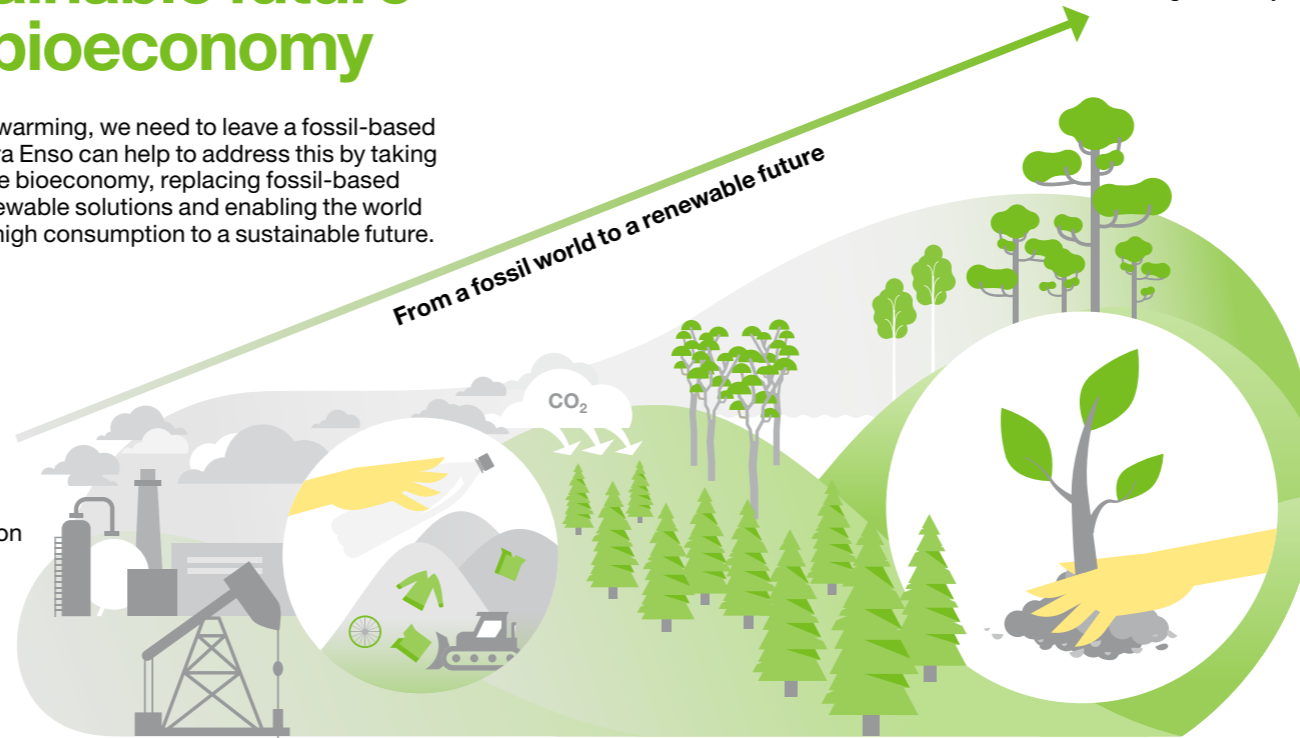 bioeconomy
warming, we need to leave a fossil-based
Enso can help to address this by taking
bioeconomy, replacing fossil-based
solutions and enabling the world
high consumption to a sustainable future.
From a fossil world to a renewable future
CO₂
on